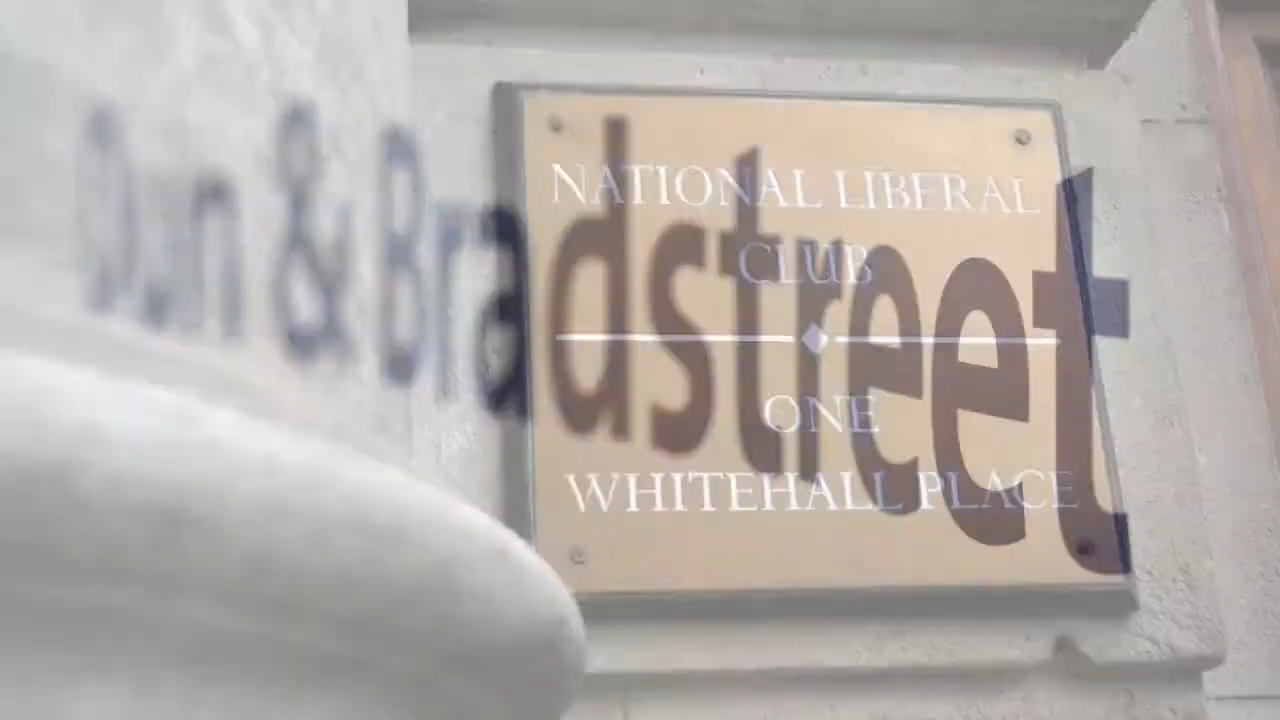 Dun & Bradstreet
NATIONAL LIBERAL
CLUB
ONE
WHITEHALL PLACE